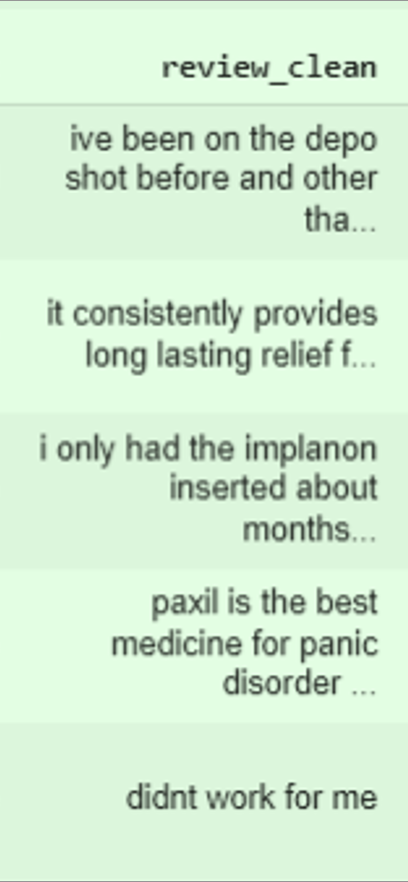 review_clean
ive been on the depo
shot before and other
tha...
it consistently provides
long lasting relief f...
i only had the implanon
inserted about
months...
paxil is the best
medicine for panic
disorder ...
didnt work for me